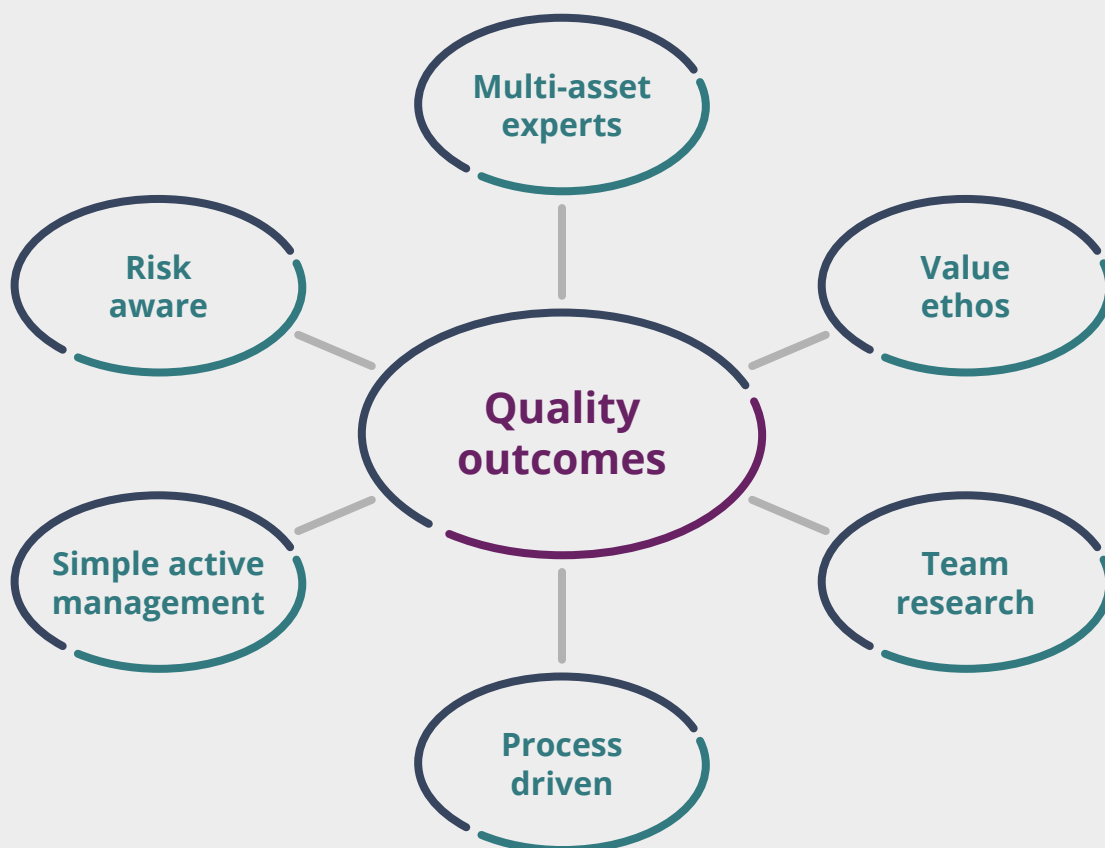 Multi-asset
experts
Risk
aware
Value
ethos
Quality
outcomes
Simple active
management
Team
research
Process
driven